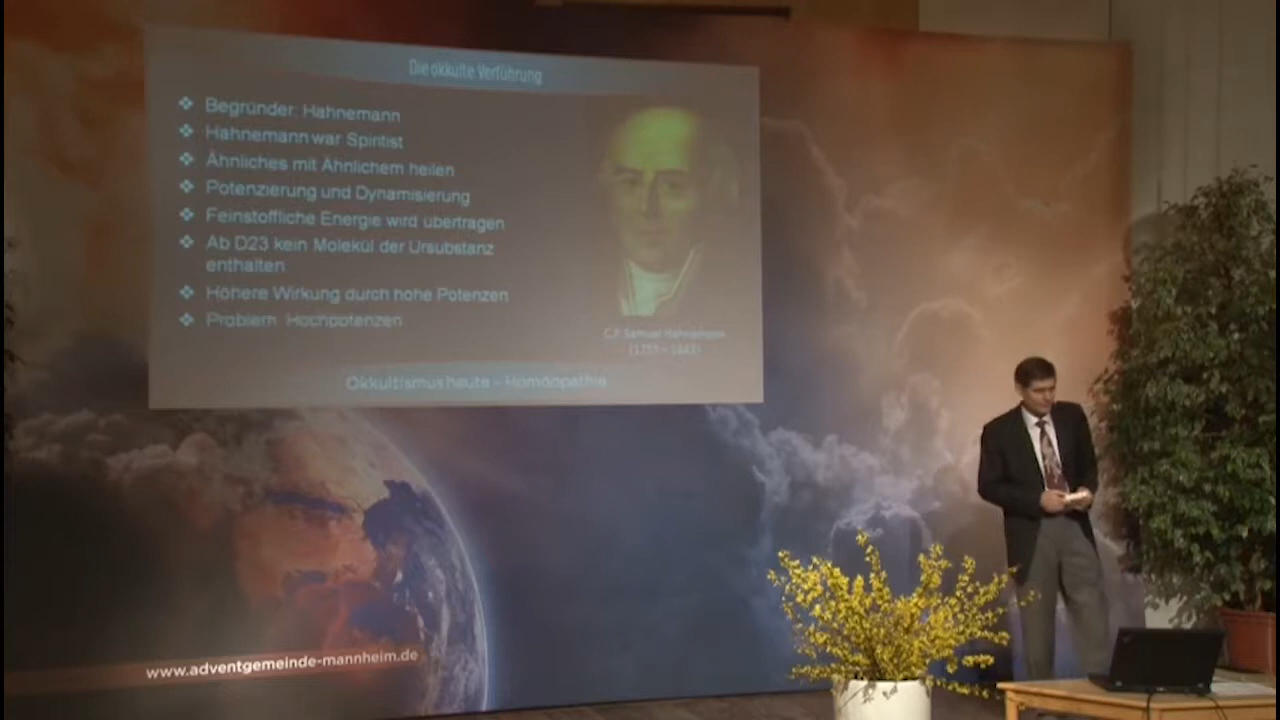 Die okkulte Verführung
Begründer: Hahnemann
Hahnemann war Spiritist
Ähnliches mit Ähnlichem heilen
Potenzierung und Dynamisierung
Feinstoffliche Energie wird übertragen
Ab D23 kein Molekül der Ursubstanz
enthalten
Höhere Wirkung durch hohe Potenzen
Problem: Hochpotenzen
Samuel Hahnemann
Okkultismus heute – Homöopathie
www.adventgemeinde-mannheim.de